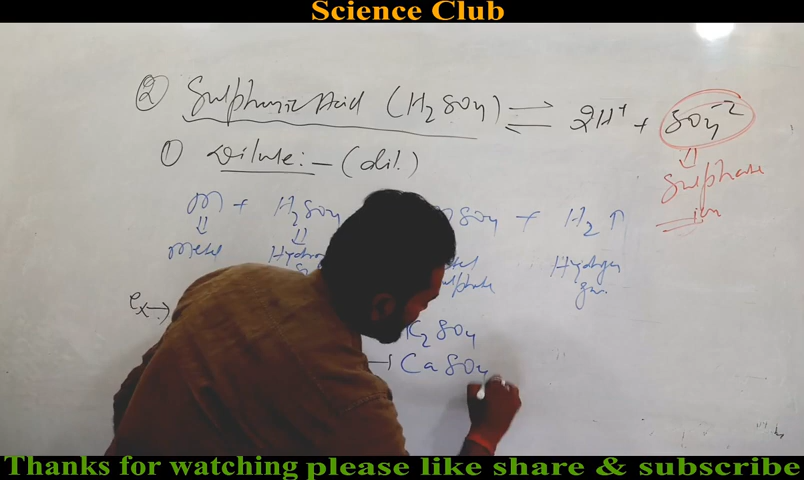 Science Club
② Sulphuric Acid (H2SO4) ⇌ 2H+ + SO4-2
① Dilute:- (dil.) ⇓
Sulphate ion
M + H2SO4 SO4 + H2↑
⇓ ⇓
Metal Hydrogen gas
ex→
K2SO4
→ CaSO4
Thanks for watching please like share & subscribe